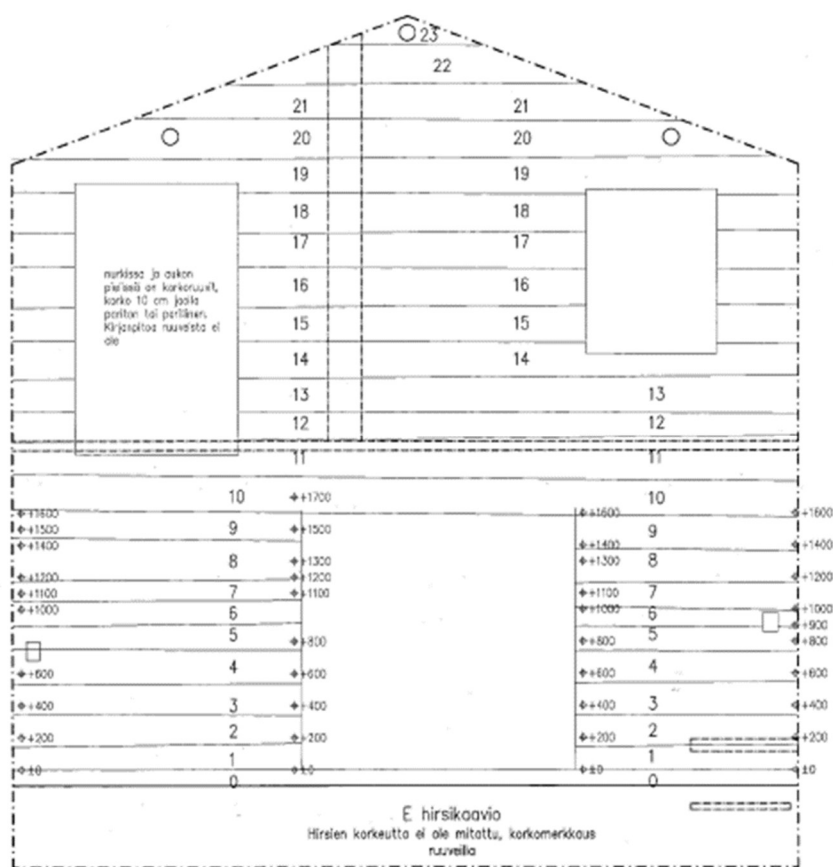 23
22
21 21
20 20
19 19
18 18
17 17
16 16
15 15
14 14
13 13
12 12
11 11
nurkissa ja aukon
pielissä on korkoruuvit,
korko 10 cm jaolla
pariton tai parillinen.
Kirjanpitoa ruuveista ei
ole
10 +1700 10
+1600 +1600 +1600
+1500 9 +1500 9
+1400 +1400 +1400
8 +1300 +1300 8
+1200 +1200 +1200
+1100 7 +1100 +1100 7
+1000 6 +1000 6 +1000
+900
5 +800 +800 5 +800
4 4
+600 +600 +600 +600
+400 3 +400 +400 3 +400
+200 2 +200 +200 2 +200
1 1
±0 ±0 ±0 ±0
0 0
E hirsikaavio
Hirsien korkeutta ei ole mitattu, korkomerkkaus
ruuveilla